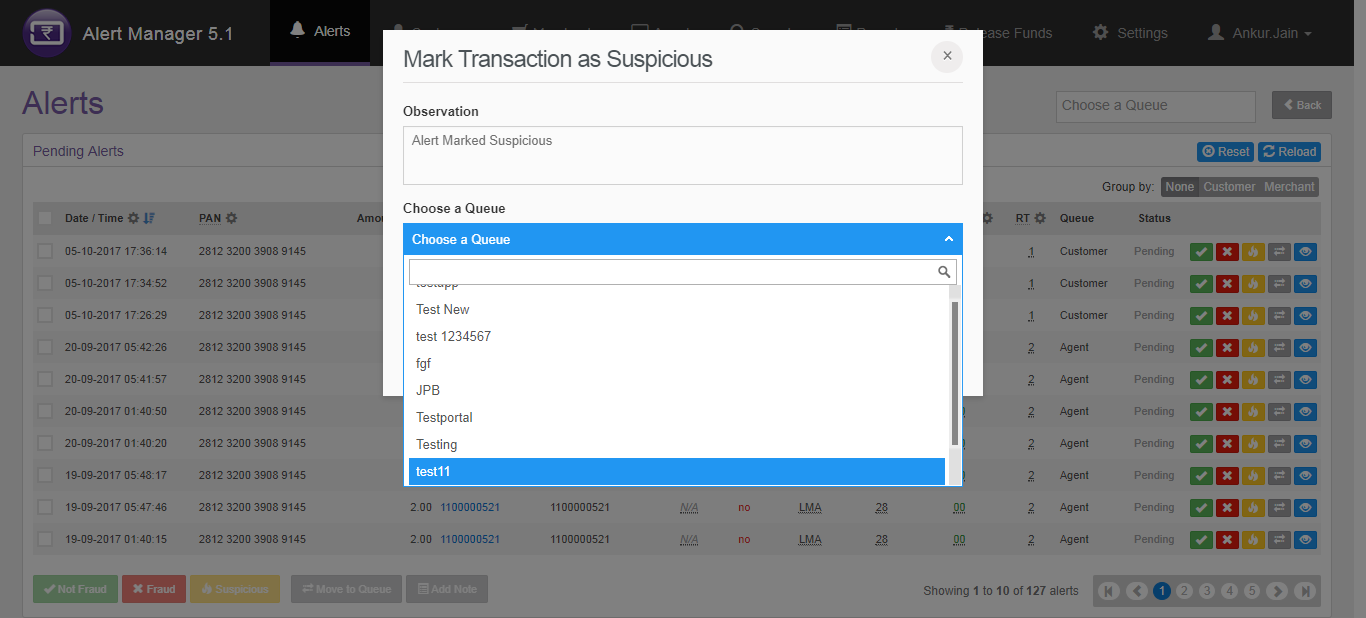 Alert Manager 5.1
Alerts
Release Funds
Settings
Ankur.Jain
Mark Transaction as Suspicious
×
Observation
Alert Marked Suspicious
Choose a Queue
Choose a Queue
Test New
test 1234567
fgf
JPB
Testportal
Testing
test11
Alerts
Choose a Queue
Back
Pending Alerts
Reset
Reload
Group by: None Customer Merchant
Date / Time PAN RT Queue Status
05-10-2017 17:36:14 2812 3200 3908 9145 1 Customer Pending
05-10-2017 17:34:52 2812 3200 3908 9145 1 Customer Pending
05-10-2017 17:26:29 2812 3200 3908 9145 1 Customer Pending
20-09-2017 05:42:26 2812 3200 3908 9145 2 Agent Pending
20-09-2017 05:41:57 2812 3200 3908 9145 2 Agent Pending
20-09-2017 01:40:50 2812 3200 3908 9145 2 Agent Pending
20-09-2017 01:40:20 2812 3200 3908 9145 2 Agent Pending
19-09-2017 05:48:17 2812 3200 3908 9145 2 Agent Pending
19-09-2017 05:47:46 2812 3200 3908 9145 2.00 1100000521 1100000521 N/A no LMA 28 00 2 Agent Pending
19-09-2017 01:40:15 2812 3200 3908 9145 2.00 1100000521 1100000521 N/A no LMA 28 00 2 Agent Pending
Not Fraud Fraud Suspicious Move to Queue Add Note
Showing 1 to 10 of 127 alerts
1 2 3 4 5